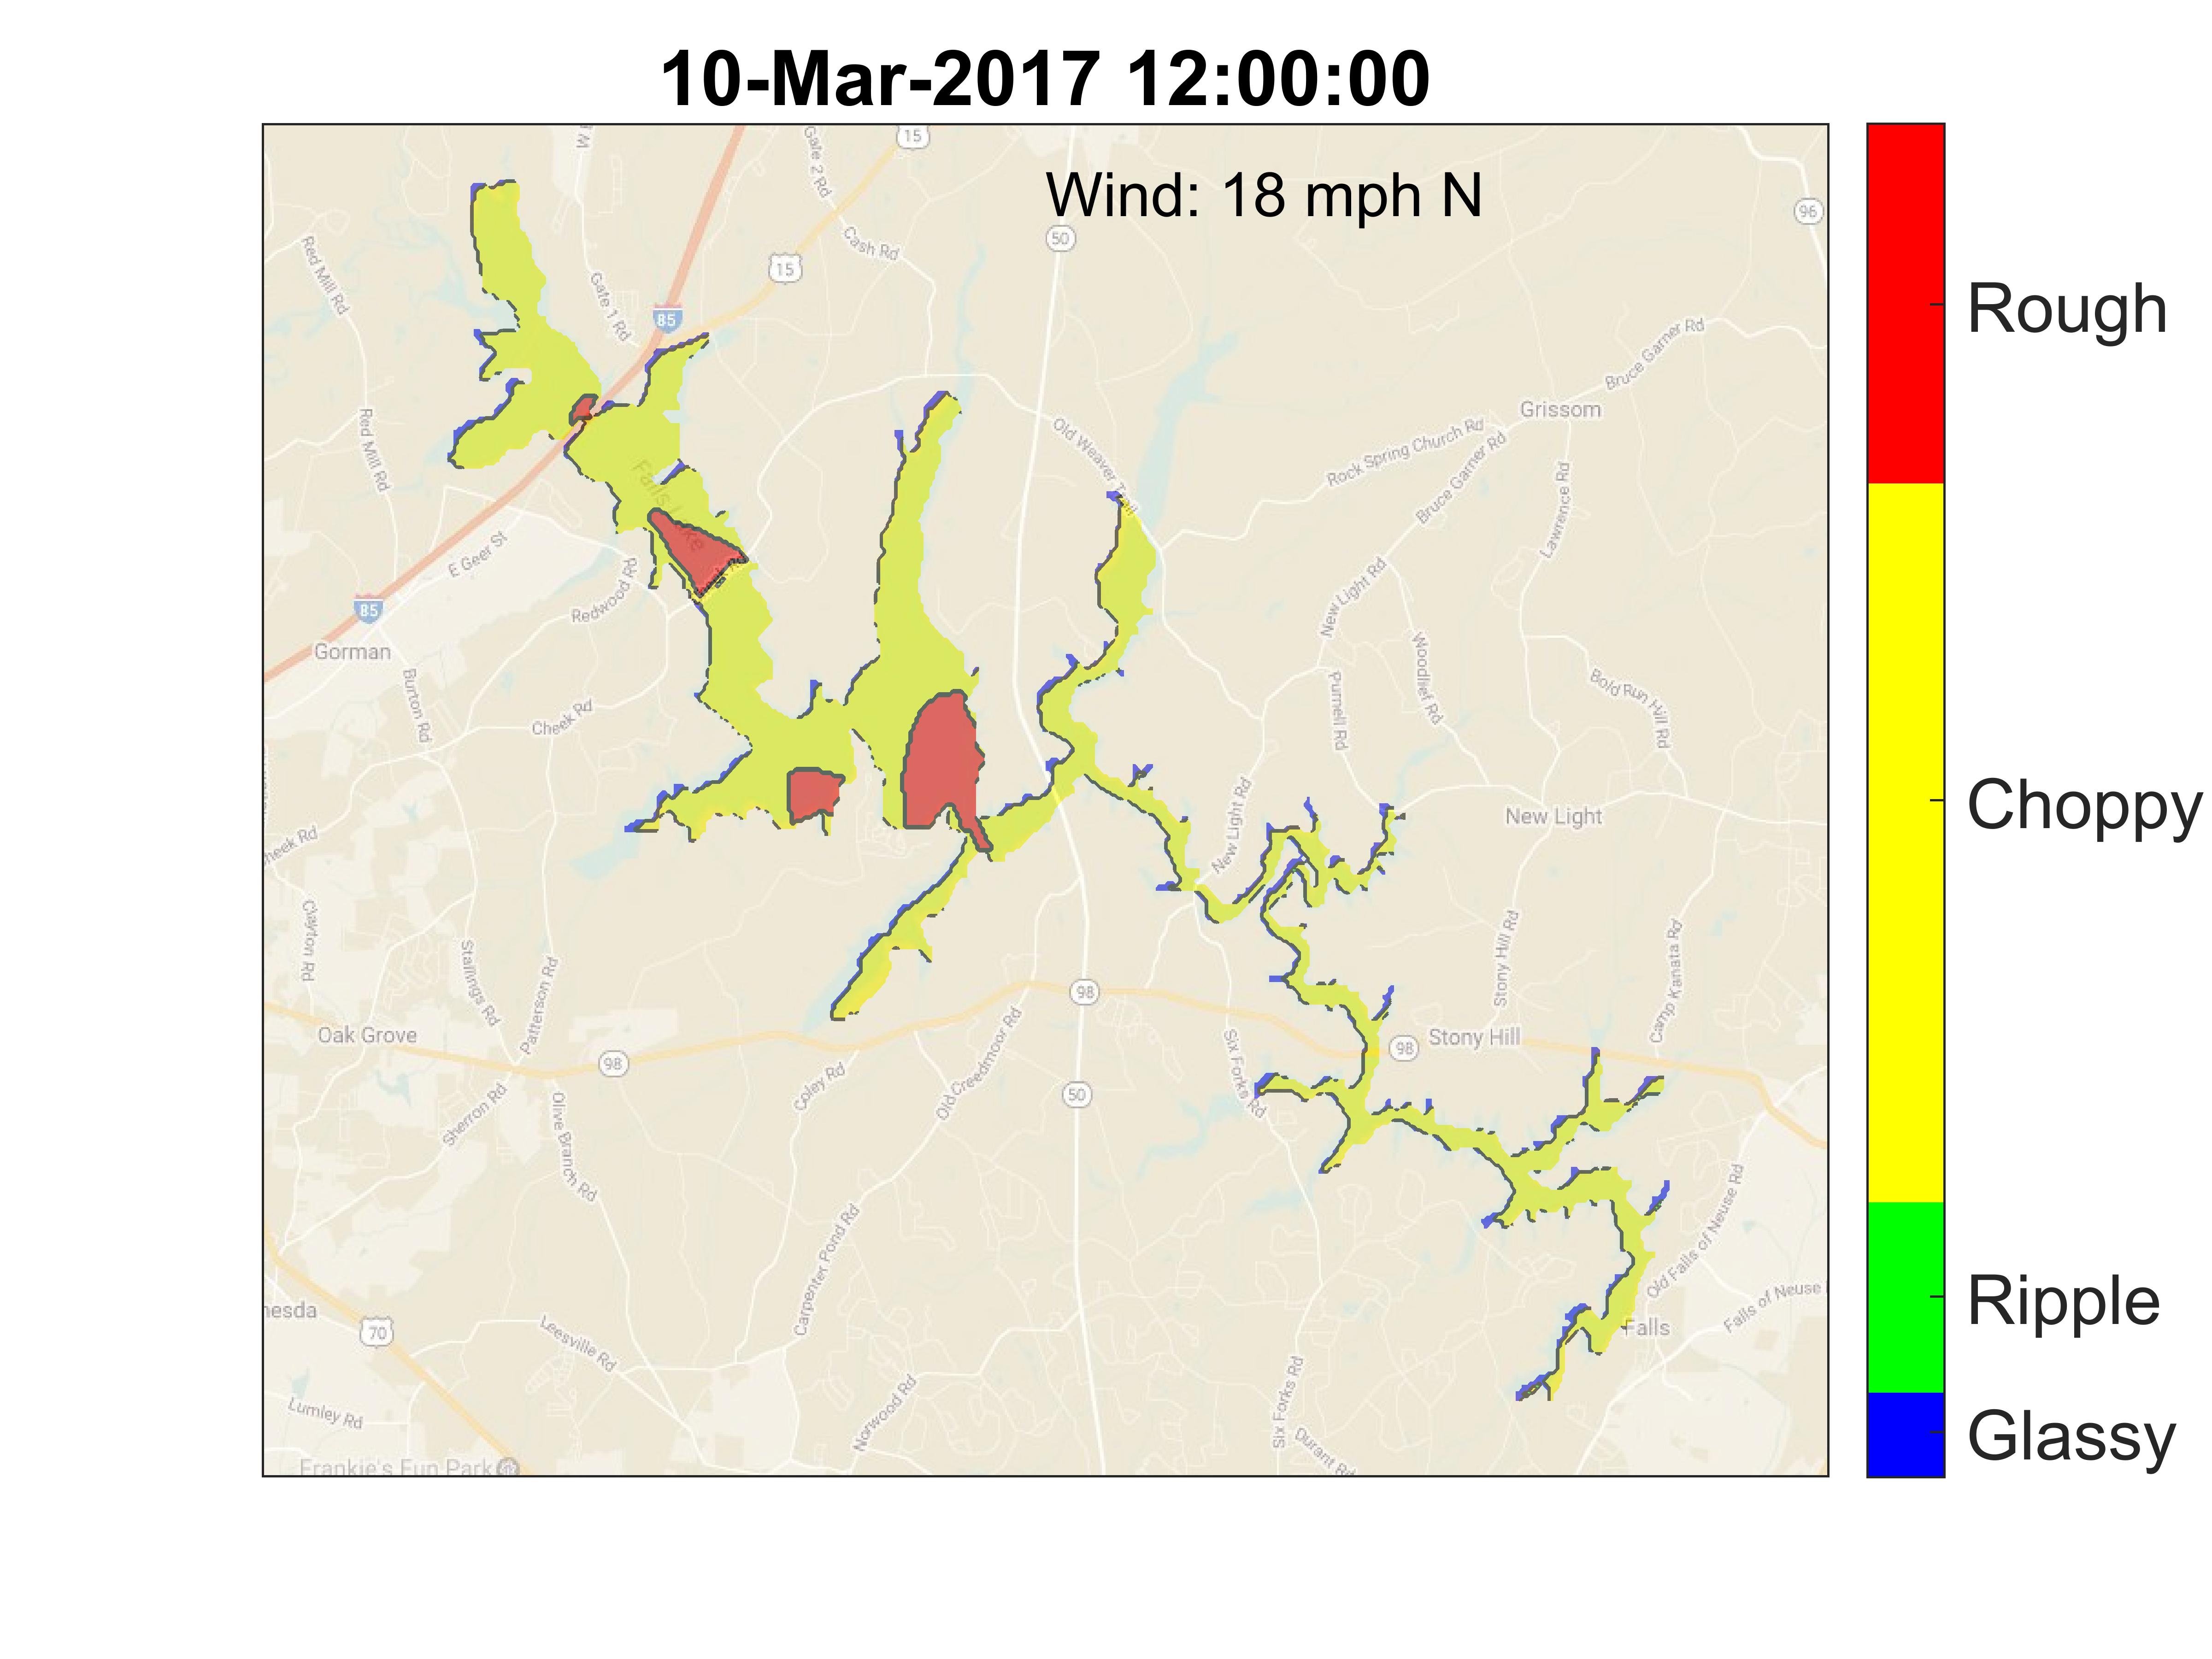 10-Mar-2017 12:00:00
Wind: 18 mph N
Rough
Choppy
Ripple
Glassy
15
Gate 2 Rd
Cash Rd
50
96
Red Mill Rd
15
Gate 1 Rd
85
Bruce Garner Rd
Grissom
Red Mill Rd
Old Weaver Trail
Rock Spring Church Rd
Bruce Garner Rd
Lawrence Rd
E Geer St
Redwood Rd
85
New Light Rd
Gorman
Woodlief Rd
Burton Rd
Purnell Rd
Bold Run Hill Rd
Cheek Rd
New Light Rd
New Light
heek Rd
Clayton Rd
Stallings Rd
Patterson Rd
Stony Hill Rd
Camp Kanata Rd
98
Oak Grove
98
Stony Hill
98
Six Forks Rd
Coley Rd
Old Creedmoor Rd
50
Sherron Rd
Olive Branch Rd
Carpenter Pond Rd
Old Falls of Neuse Rd
Falls of Neuse
nesda
70
Leesville Rd
Falls
Lumley Rd
Norwood Rd
Six Forks Rd
Durant Rd
Frankie's Fun Park